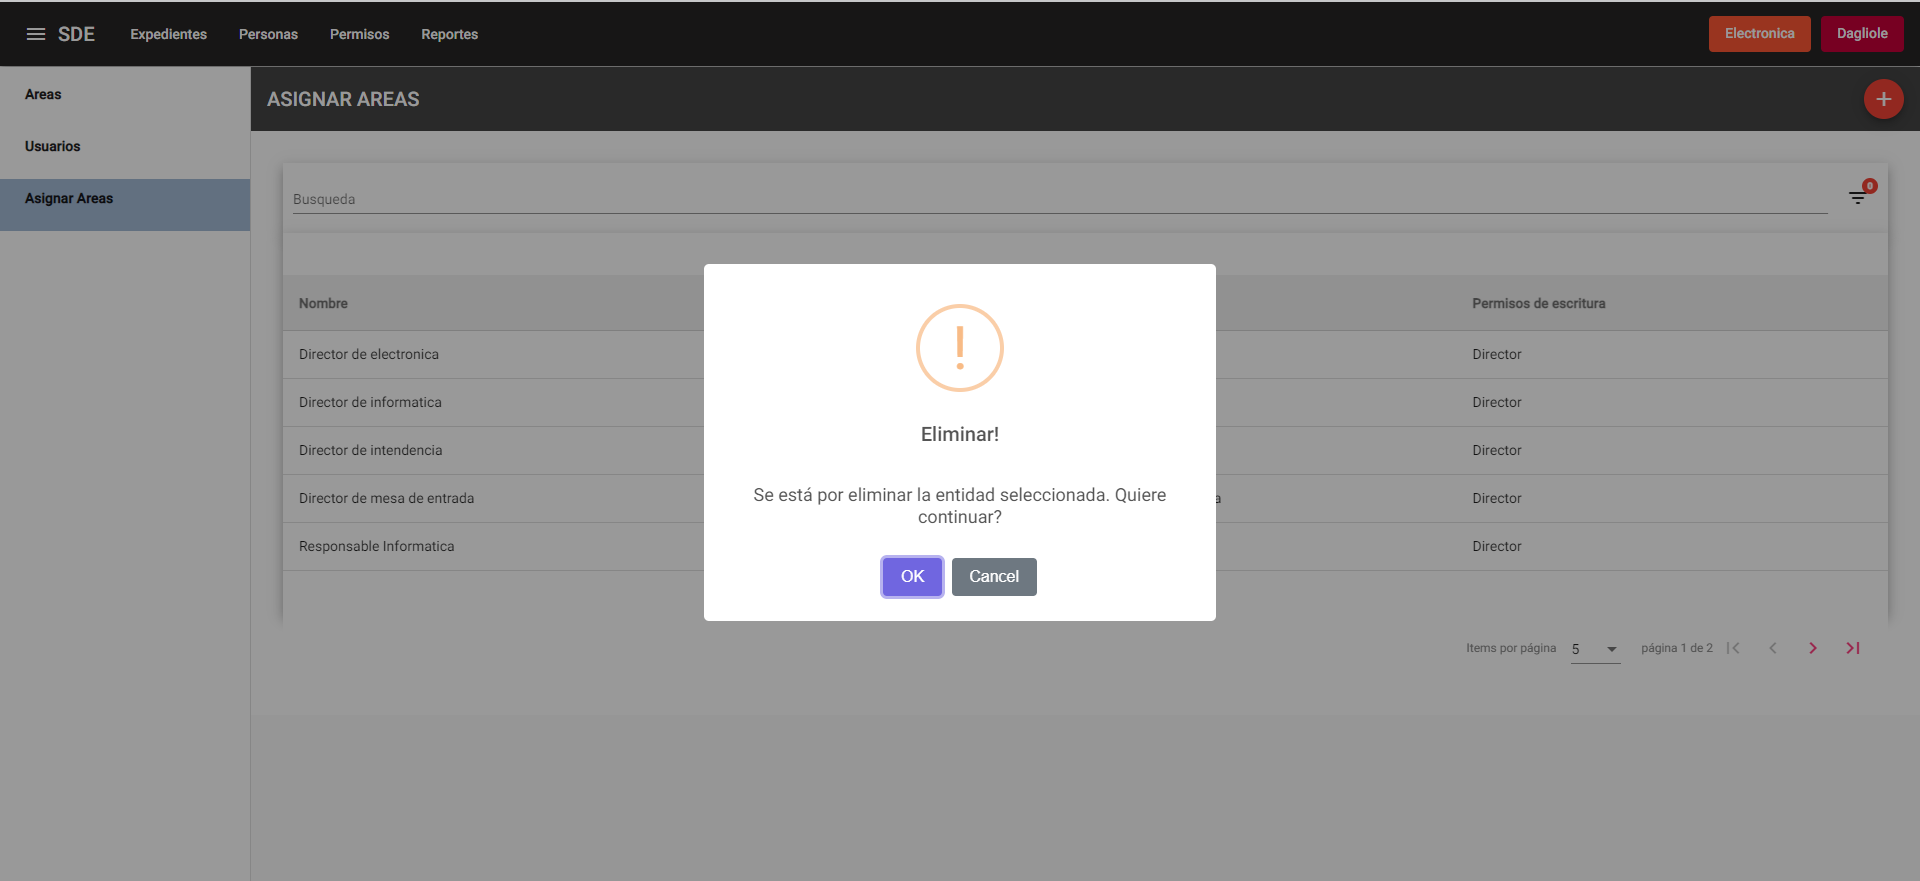 SDE Expedientes Personas Permisos Reportes Electronica Dagliole
Areas
Usuarios
Asignar Areas
ASIGNAR AREAS
Busqueda
0
Nombre Permisos de escritura
Director de electronica Director
Director de informatica Director
Director de intendencia Director
Director de mesa de entrada a Director
Responsable Informatica Director
Eliminar!
Se está por eliminar la entidad seleccionada. Quiere
continuar?
OK Cancel
Items por página 5 página 1 de 2